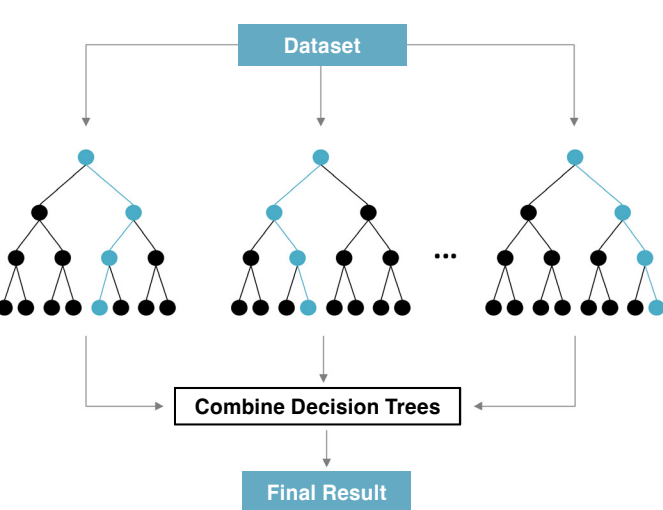 Dataset
...
Combine Decision Trees
Final Result